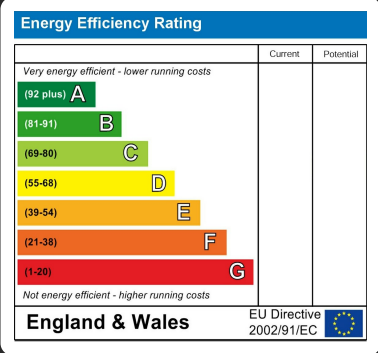 Energy Efficiency Rating
Current Potential
Very energy efficient - lower running costs
(92 plus) A
(81-91) B
(69-80) C
(55-68) D
(39-54) E
(21-38) F
(1-20) G
Not energy efficient - higher running costs
England & Wales
EU Directive
2002/91/EC